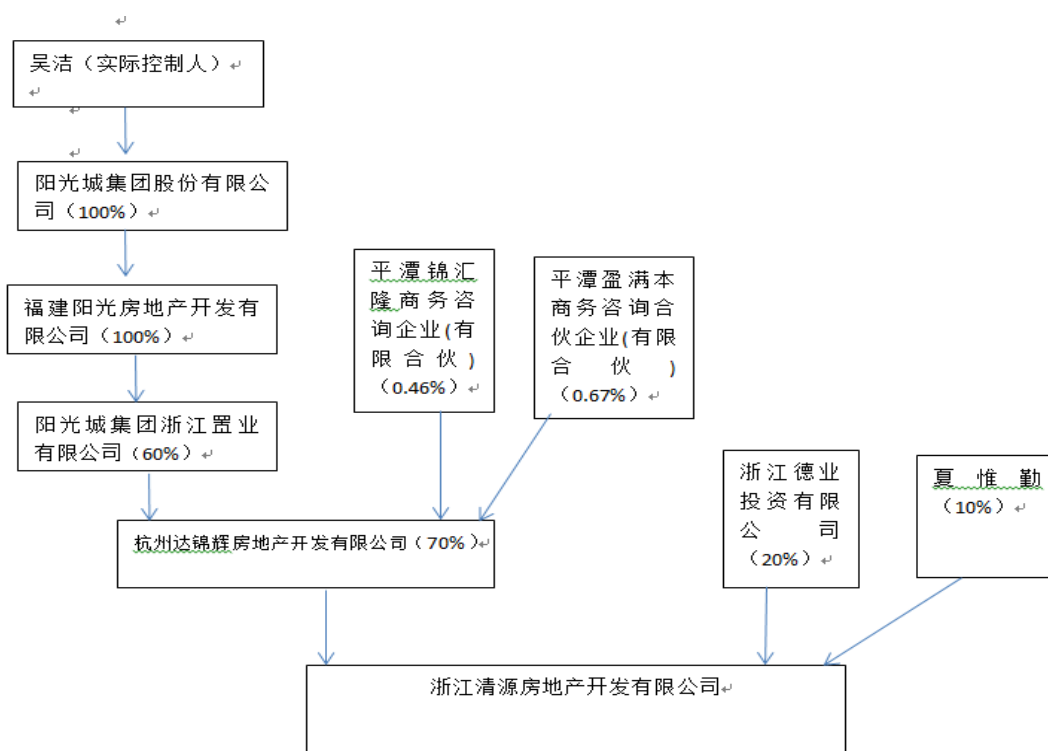 吴洁（实际控制人）
阳光城集团股份有限公
司（100%）
福建阳光房地产开发有
限公司（100%）
平潭锦汇
隆商务咨
询企业(有
限合伙)
（0.46%）
平潭盈满本
商务咨询合
伙企业(有限
合伙)
（0.67%）
阳光城集团浙江置业
有限公司（60%）
浙江德业
投资有限
公司
（20%）
夏惟勤
（10%）
杭州达锦辉房地产开发有限公司（70%）
浙江清源房地产开发有限公司